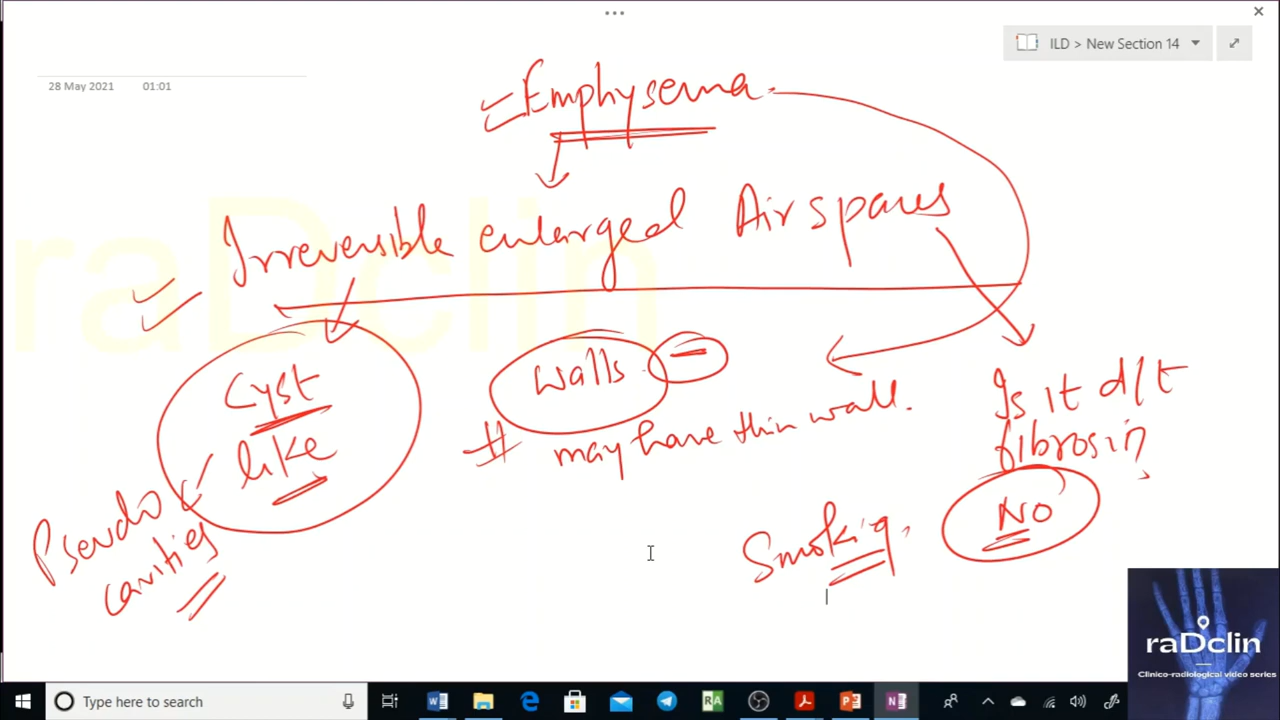 ILD > New Section 14
28 May 2021 01:01
Emphysema
Irreversible enlarged Airspaces
Cyst
like
Walls -
# may have thin wall.
Is it d/t
fibrosis?
No
Smoking
Pseudo
cavities
raDclin
raDclin
Clinico-radiological video series
Type here to search